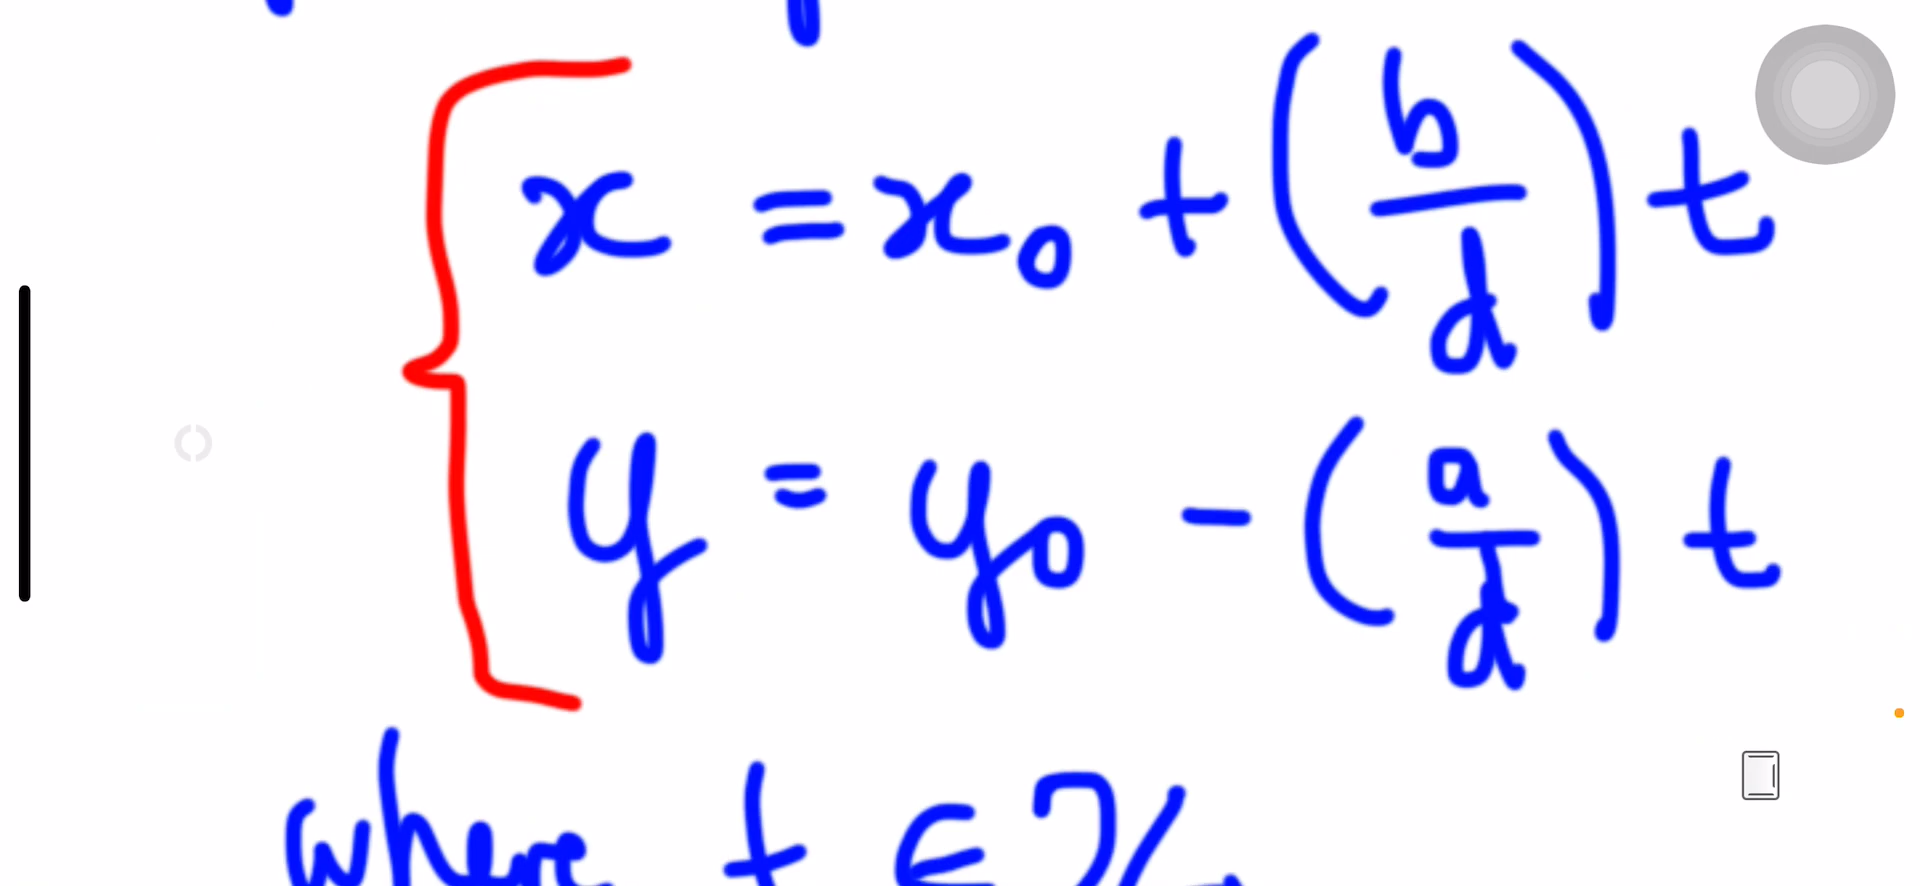 x = x₀ + (b/d) t
y = y₀ - (a/d) t
where t ∈ ℤ